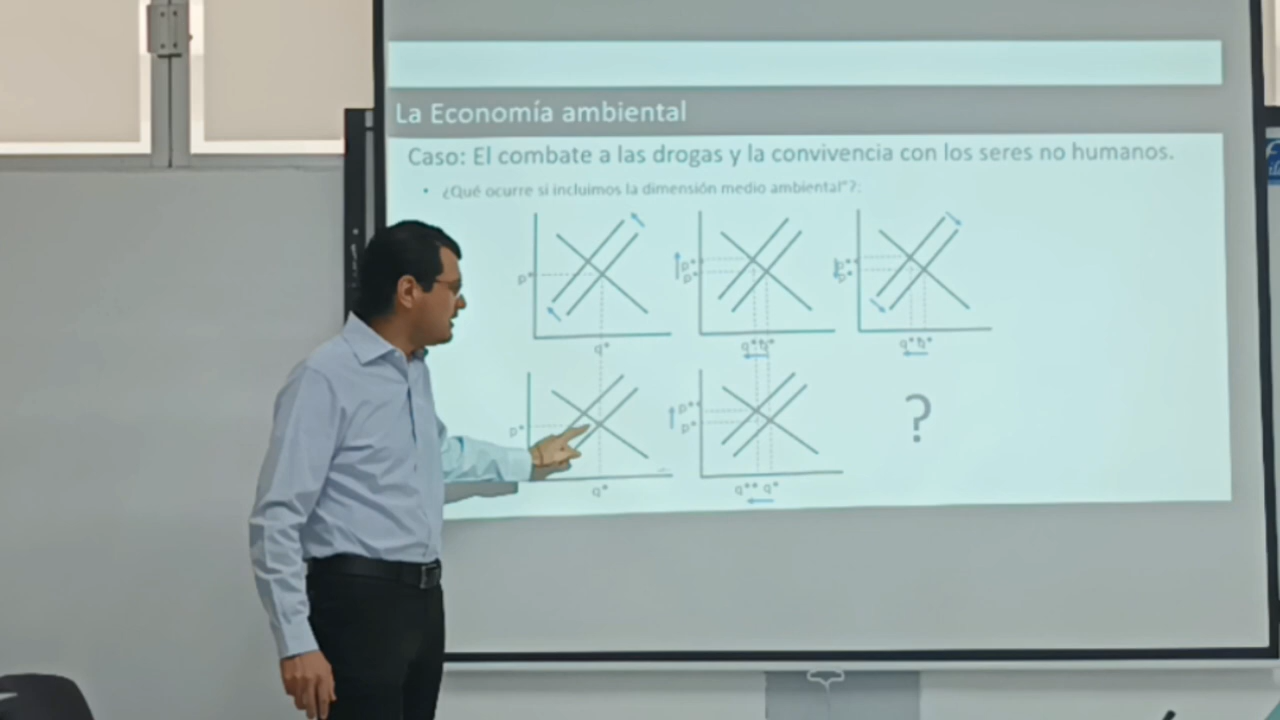 La Economía ambiental
Caso: El combate a las drogas y la convivencia con los seres no humanos.
• ¿Qué ocurre si incluimos la dimensión medio ambiental"?:
p*
q*
p**
p*
q** q*
p**
p*
q** q*
p*
q*
p**
p*
q** q*
?